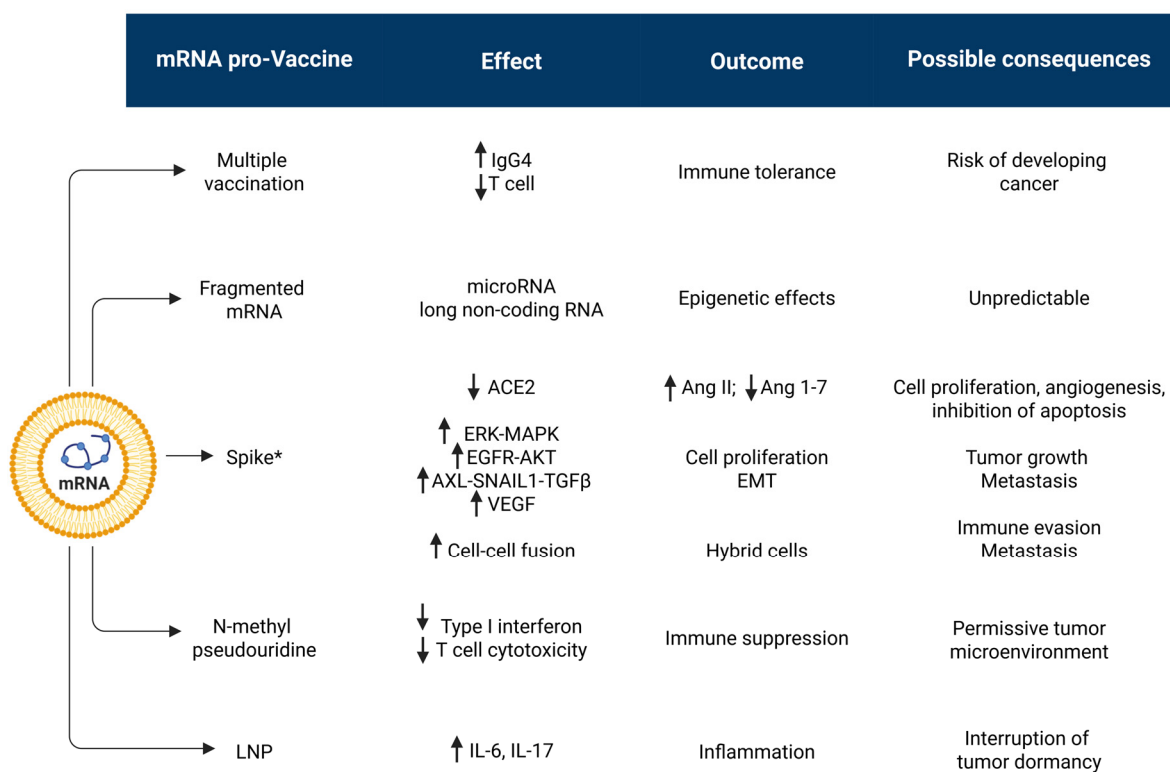 mRNA pro-Vaccine Effect Outcome Possible consequences
Multiple
vaccination
↑ IgG4
↓ T cell
Immune tolerance
Risk of developing
cancer
Fragmented
mRNA
microRNA
long non-coding RNA
Epigenetic effects
Unpredictable
mRNA
Spike*
↓ ACE2
↑ Ang II; ↓ Ang 1-7
Cell proliferation, angiogenesis,
inhibition of apoptosis
↑ ERK-MAPK
↑ EGFR-AKT
↑ AXL-SNAIL1-TGFβ
↑ VEGF
Cell proliferation
EMT
Tumor growth
Metastasis
↑ Cell-cell fusion
Hybrid cells
Immune evasion
Metastasis
N-methyl
pseudouridine
↓ Type I interferon
↓ T cell cytotoxicity
Immune suppression
Permissive tumor
microenvironment
LNP
↑ IL-6, IL-17
Inflammation
Interruption of
tumor dormancy